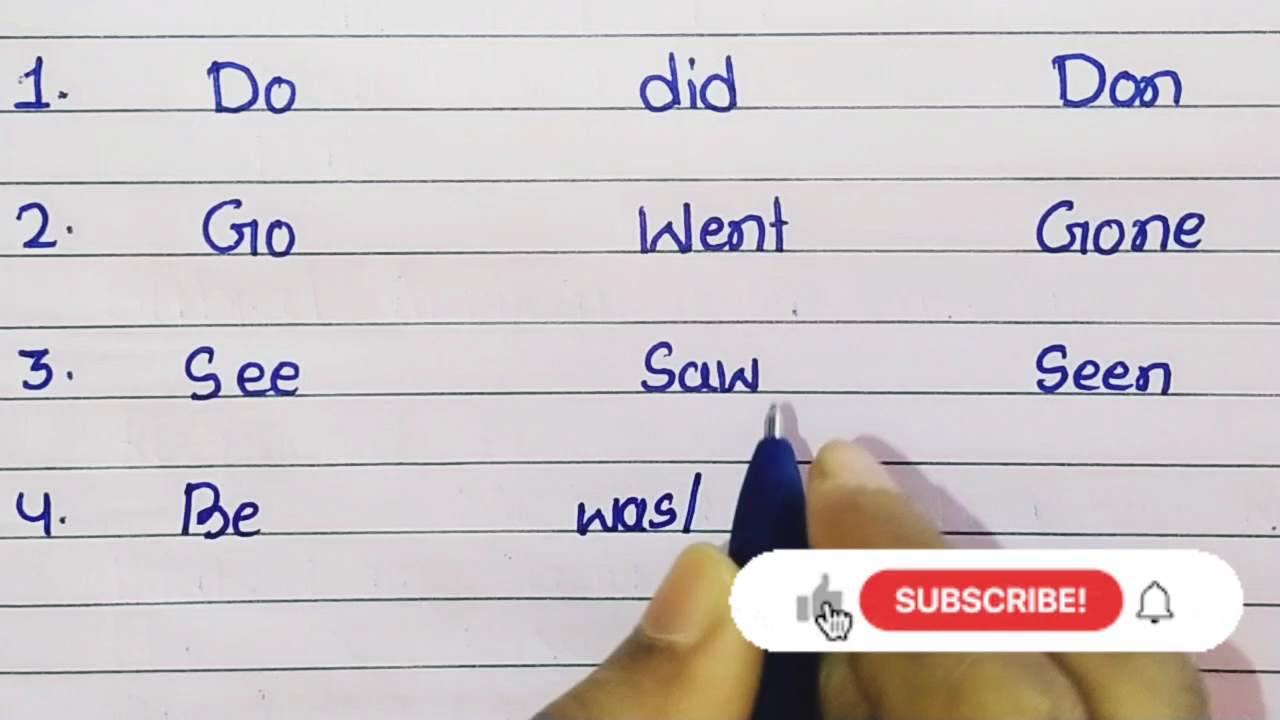 1. Do did Don
2. Go Went Gone
3. See Saw Seen
4. Be was/
SUBSCRIBE!